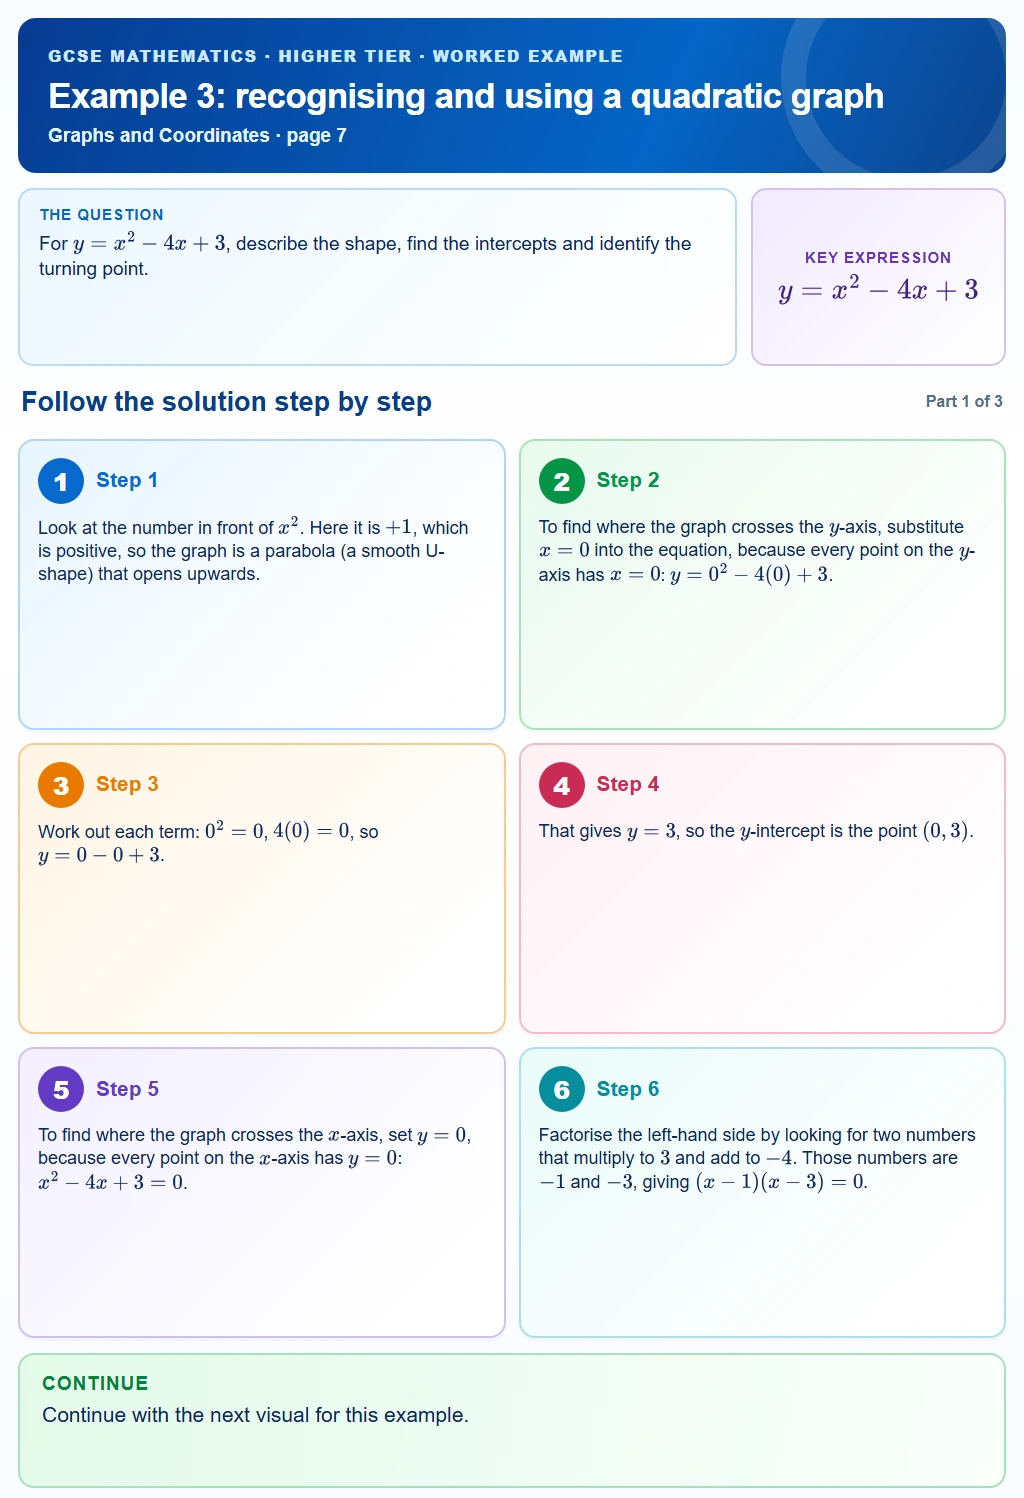 GCSE MATHEMATICS · HIGHER TIER · WORKED EXAMPLE
Example 3: recognising and using a quadratic graph
Graphs and Coordinates · page 7
THE QUESTION
For y = x² − 4x + 3, describe the shape, find the intercepts and identify the
turning point.
KEY EXPRESSION
y = x² − 4x + 3
Follow the solution step by step
Part 1 of 3
1 Step 1
Look at the number in front of x². Here it is +1, which
is positive, so the graph is a parabola (a smooth U-
shape) that opens upwards.
2 Step 2
To find where the graph crosses the y-axis, substitute
x = 0 into the equation, because every point on the y-
axis has x = 0: y = 0² − 4(0) + 3.
3 Step 3
Work out each term: 0² = 0, 4(0) = 0, so
y = 0 − 0 + 3.
4 Step 4
That gives y = 3, so the y-intercept is the point (0, 3).
5 Step 5
To find where the graph crosses the x-axis, set y = 0,
because every point on the x-axis has y = 0:
x² − 4x + 3 = 0.
6 Step 6
Factorise the left-hand side by looking for two numbers
that multiply to 3 and add to −4. Those numbers are
−1 and −3, giving (x − 1)(x − 3) = 0.
CONTINUE
Continue with the next visual for this example.